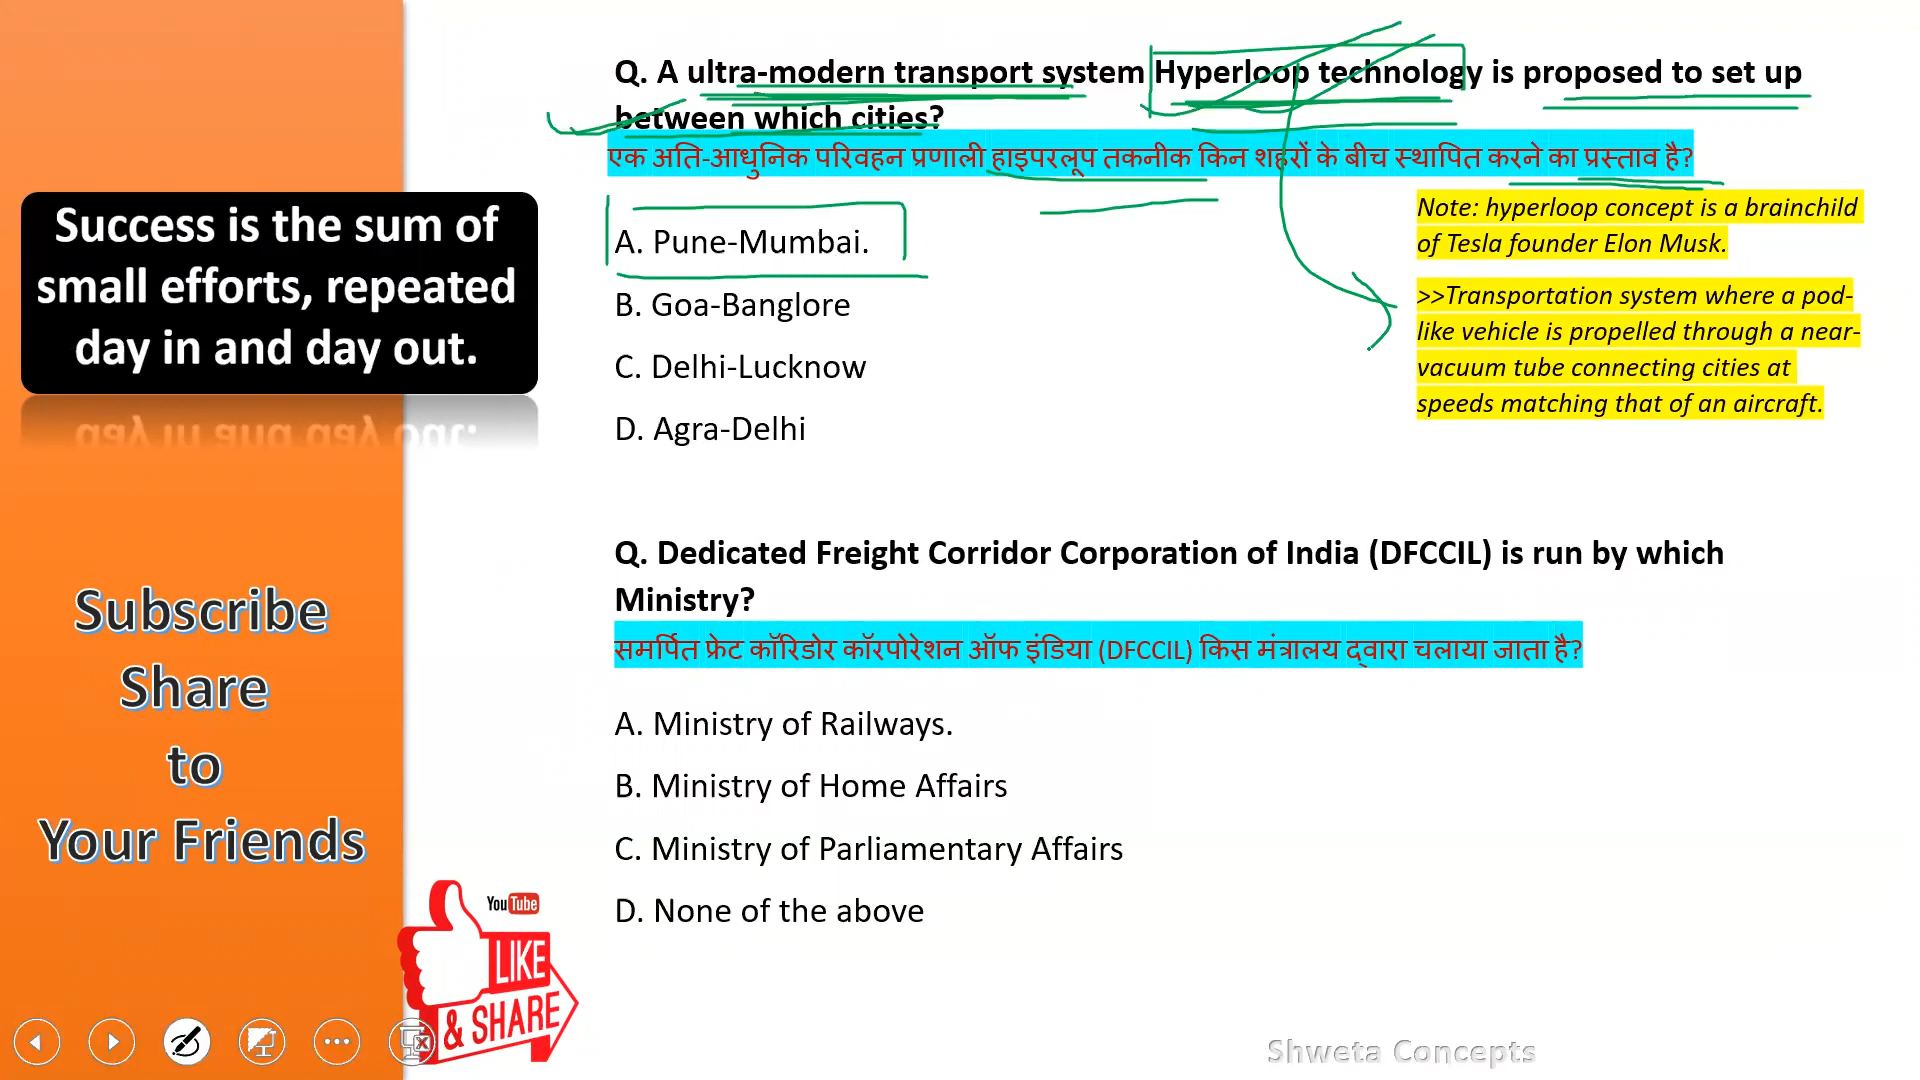 Success is the sum of
small efforts, repeated
day in and day out.
Subscribe
Share
to
Your Friends
YouTube
LIKE
& SHARE
Q. A ultra-modern transport system Hyperloop technology is proposed to set up
between which cities?
एक अति-आधुनिक परिवहन प्रणाली हाइपरलूप तकनीक किन शहरों के बीच स्थापित करने का प्रस्ताव है?
A. Pune-Mumbai.
B. Goa-Banglore
C. Delhi-Lucknow
D. Agra-Delhi
Note: hyperloop concept is a brainchild
of Tesla founder Elon Musk.
>>Transportation system where a pod-
like vehicle is propelled through a near-
vacuum tube connecting cities at
speeds matching that of an aircraft.
Q. Dedicated Freight Corridor Corporation of India (DFCCIL) is run by which
Ministry?
समर्पित फ्रेट कॉरिडोर कॉरपोरेशन ऑफ इंडिया (DFCCIL) किस मंत्रालय द्वारा चलाया जाता है?
A. Ministry of Railways.
B. Ministry of Home Affairs
C. Ministry of Parliamentary Affairs
D. None of the above
Shweta Concepts